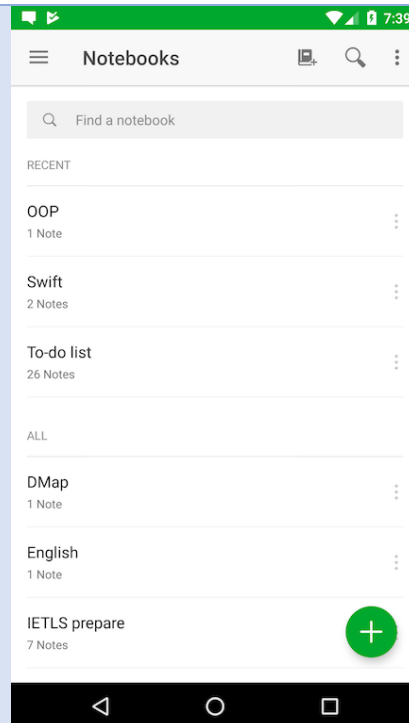 7:39
Notebooks
Find a notebook
RECENT
OOP
1 Note
Swift
2 Notes
To-do list
26 Notes
ALL
DMap
1 Note
English
1 Note
IETLS prepare
7 Notes